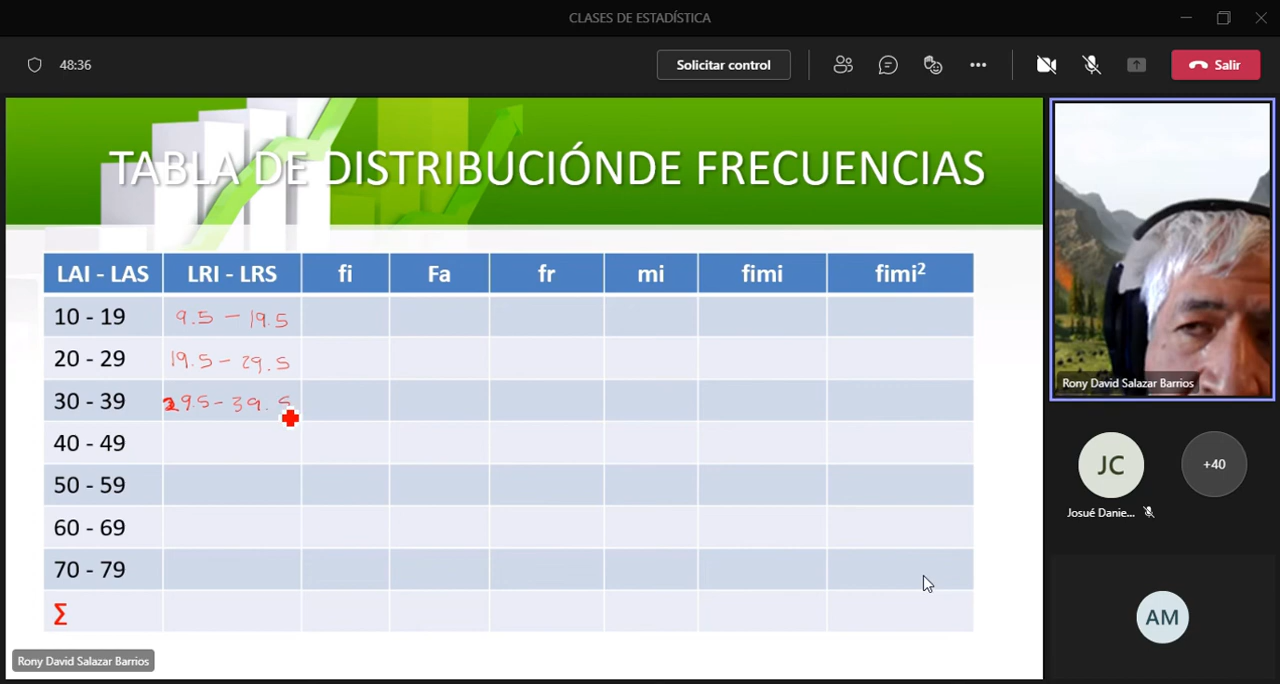 CLASES DE ESTADÍSTICA
48:36
Solicitar control
Salir
TABLA DE DISTRIBUCIÓNDE FRECUENCIAS
LAI - LAS LRI - LRS fi Fa fr mi fimi fimi²
10 - 19 9.5 - 19.5
20 - 29 19.5 - 29.5
30 - 39 29.5 - 39.5
40 - 49
50 - 59
60 - 69
70 - 79
Σ
Rony David Salazar Barrios
Rony David Salazar Barrios
JC
+40
Josué Danie...
AM